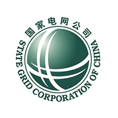 国家电网公司
STATE GRID CORPORATION OF CHINA